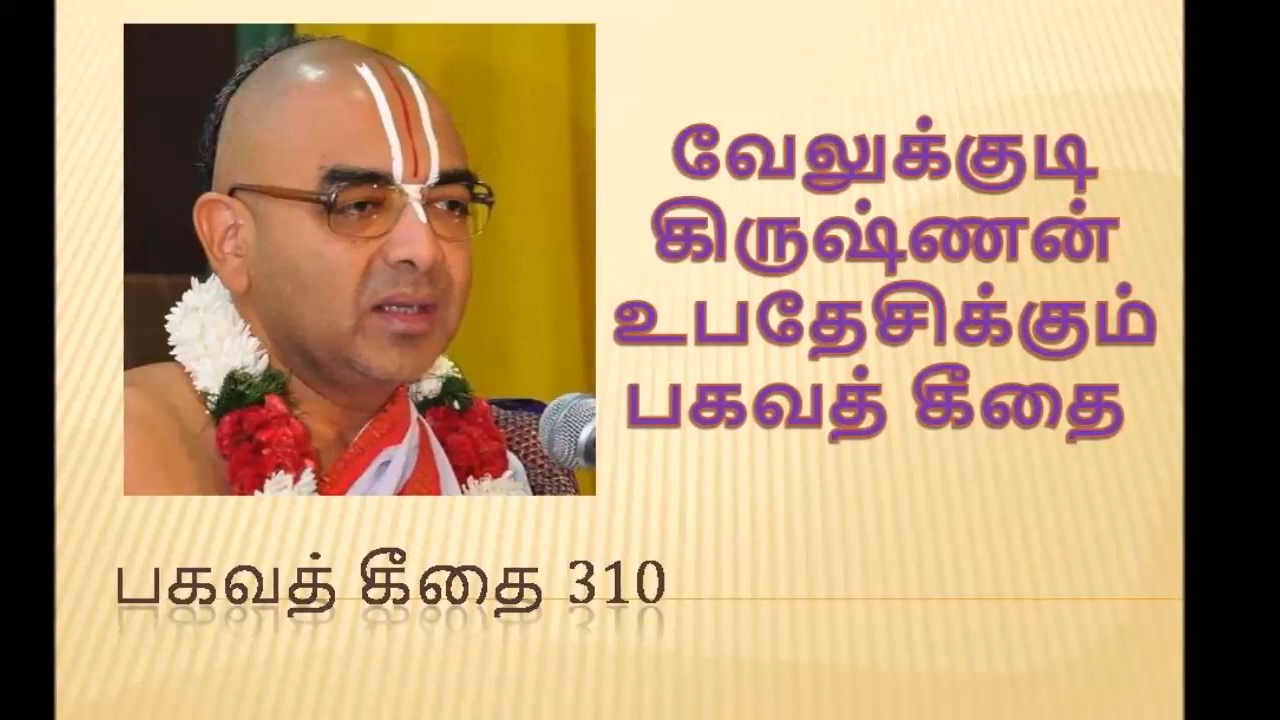 வேலுக்குடி
கிருஷ்ணன்
உபதேசிக்கும்
பகவத் கீதை
பகவத் கீதை 310